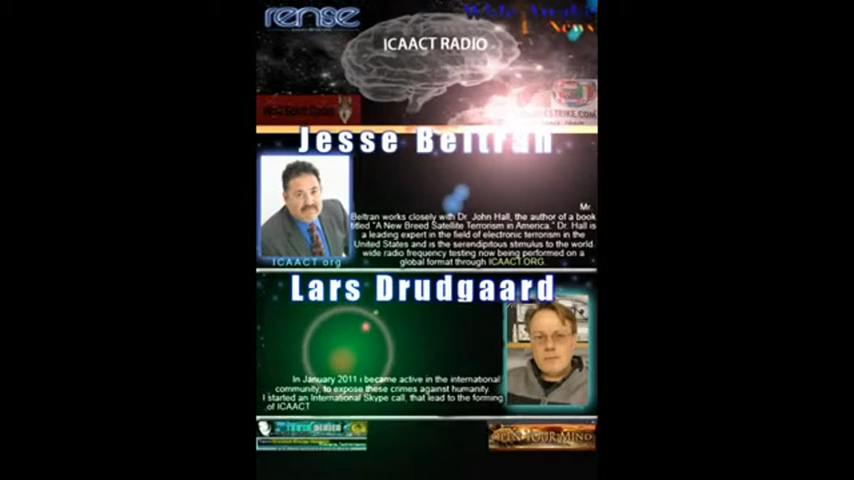 rense
Wide Awake
News
ICAACT RADIO
Jesse Beltran
Mr.
Beltran works closely with Dr. John Hall, the author of a book
titled "A New Breed Satellite Terrorism in America." Dr. Hall is
a leading expert in the field of electronic terrorism in the
United States and is the serendipitous stimulus to the world
wide radio frequency testing now being performed on a
global format through ICAACT.ORG.
ICAACT org
Lars Drudgaard
In January 2011 i became active in the international
community, to expose these crimes against humanity.
I started an International Skype call, that lead to the forming
of ICAACT
YOUR MIND